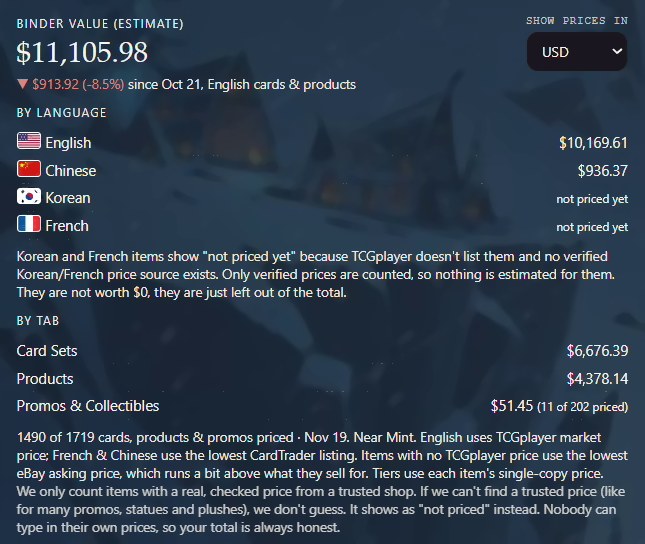 BINDER VALUE (ESTIMATE)
SHOW PRICES IN
$11,105.98
USD
▼ $913.92 (-8.5%) since Oct 21, English cards & products
BY LANGUAGE
English $10,169.61
Chinese $936.37
Korean not priced yet
French not priced yet
Korean and French items show "not priced yet" because TCGplayer doesn't list them and no verified
Korean/French price source exists. Only verified prices are counted, so nothing is estimated for them.
They are not worth $0, they are just left out of the total.
BY TAB
Card Sets $6,676.39
Products $4,378.14
Promos & Collectibles $51.45 (11 of 202 priced)
1490 of 1719 cards, products & promos priced · Nov 19. Near Mint. English uses TCGplayer market
price; French & Chinese use the lowest CardTrader listing. Items with no TCGplayer price use the lowest
eBay asking price, which runs a bit above what they sell for. Tiers use each item's single-copy price.
We only count items with a real, checked price from a trusted shop. If we can't find a trusted price (like
for many promos, statues and plushes), we don't guess. It shows as "not priced" instead. Nobody can
type in their own prices, so your total is always honest.